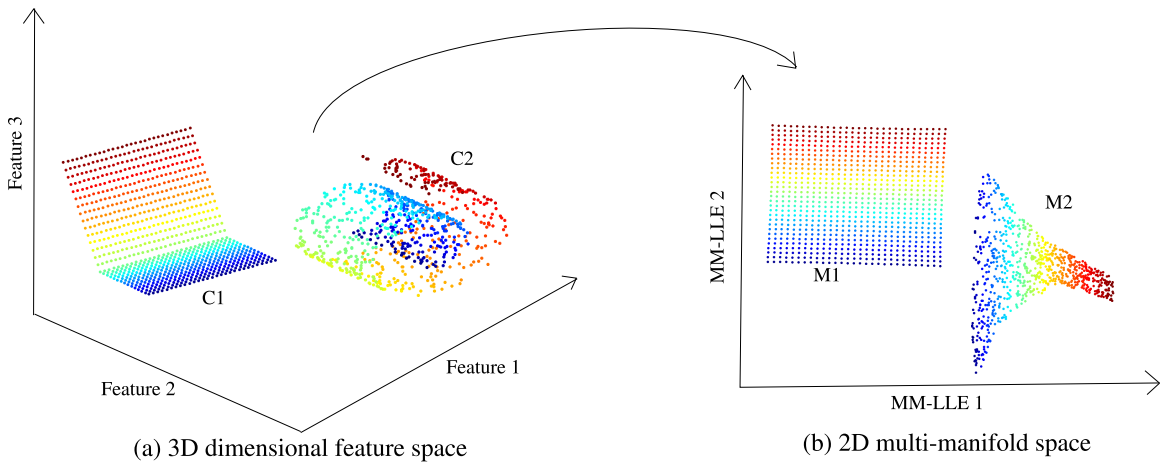 Feature 3
C2
C1
Feature 2
Feature 1
(a) 3D dimensional feature space
MM-LLE 2
M2
M1
MM-LLE 1
(b) 2D multi-manifold space